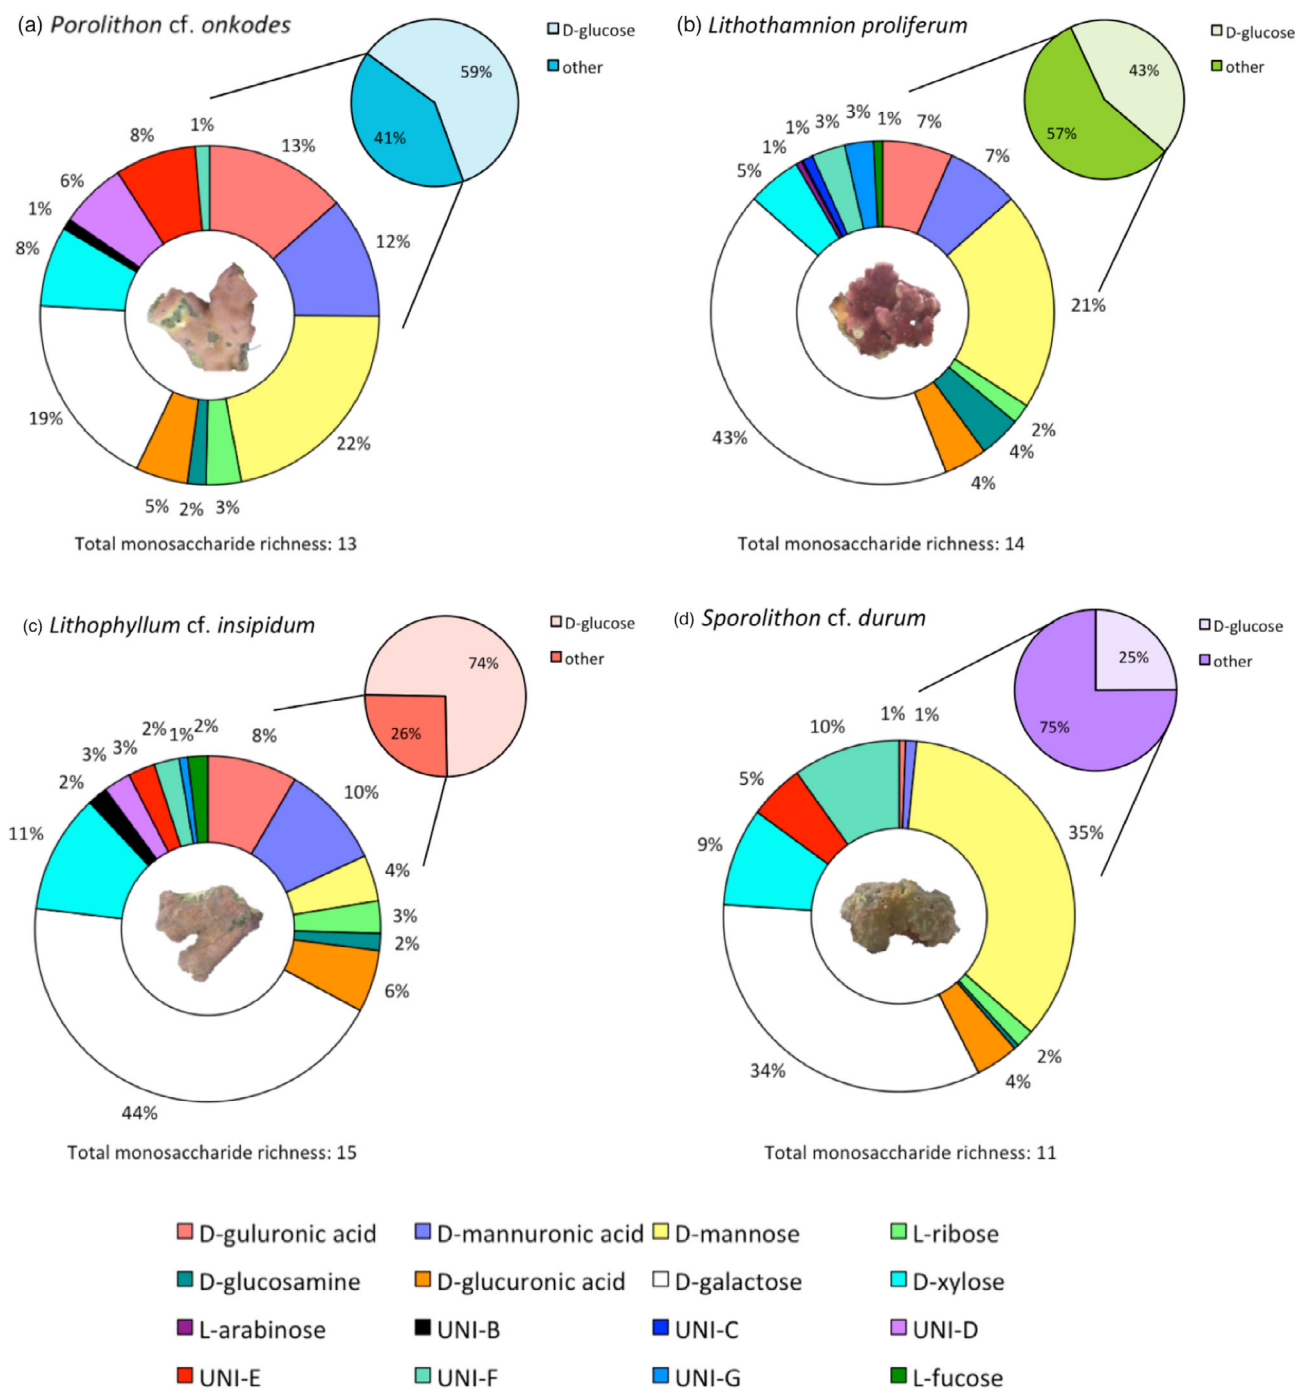 (a) Porolithon cf. onkodes
D-glucose
other
59%
41%
1%
13%
12%
22%
3%
2%
5%
19%
8%
1%
6%
8%
Total monosaccharide richness: 13
(b) Lithothamnion proliferum
D-glucose
other
43%
57%
7%
7%
21%
2%
4%
4%
43%
5%
1%
1%
3%
3%
1%
Total monosaccharide richness: 14
(c) Lithophyllum cf. insipidum
D-glucose
other
74%
26%
8%
10%
4%
3%
2%
6%
44%
11%
2%
3%
3%
2%
1%
2%
Total monosaccharide richness: 15
(d) Sporolithon cf. durum
D-glucose
other
25%
75%
1%
1%
35%
2%
4%
34%
9%
5%
10%
Total monosaccharide richness: 11
D-guluronic acid
D-mannuronic acid
D-mannose
L-ribose
D-glucosamine
D-glucuronic acid
D-galactose
D-xylose
L-arabinose
UNI-B
UNI-C
UNI-D
UNI-E
UNI-F
UNI-G
L-fucose